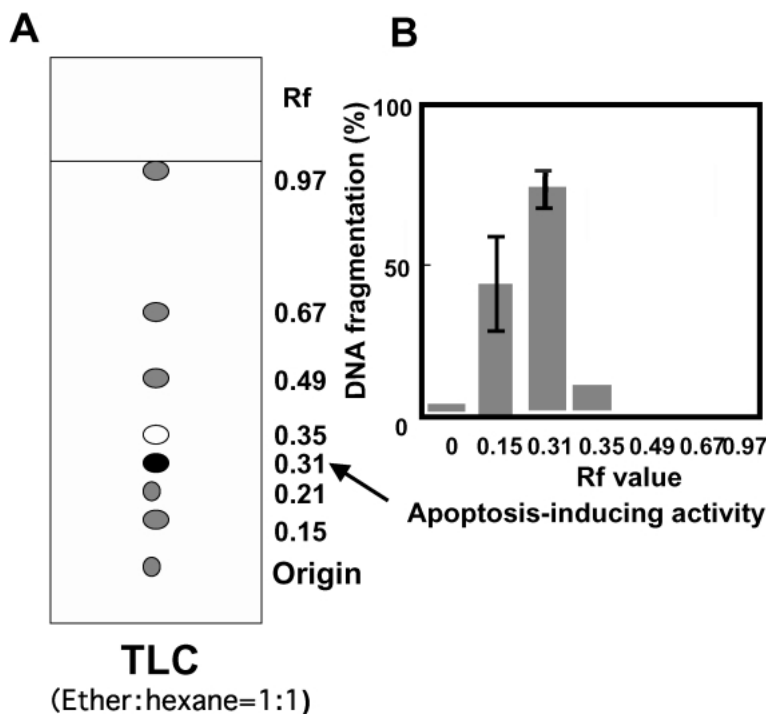 A
Rf
0.97
0.67
0.49
0.35
0.31
0.21
0.15
Origin
TLC
(Ether:hexane=1:1)
B
DNA fragmentation (%)
100
50
0
0 0.15 0.31 0.35 0.49 0.67 0.97
Rf value
Apoptosis-inducing activity